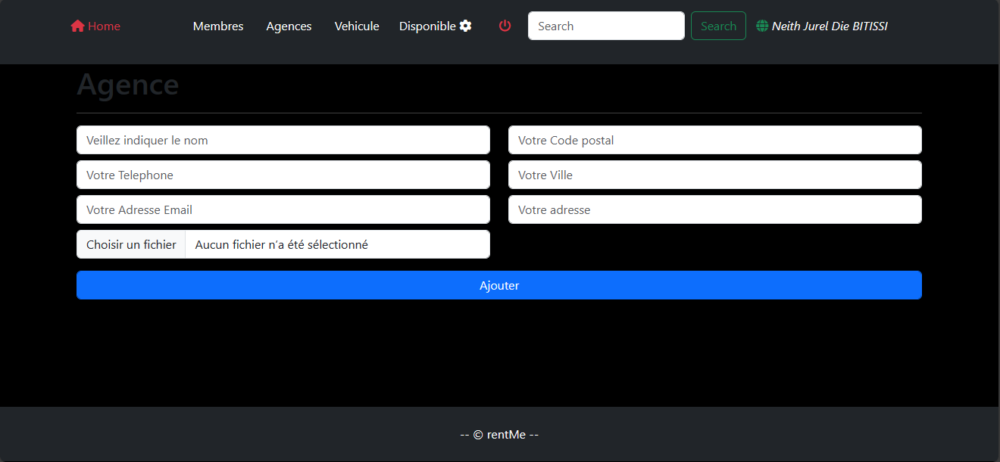 Home Membres Agences Vehicule Disponible Search Search Neith Jurel Die BITISSI
Agence
Veillez indiquer le nom
Votre Code postal
Votre Telephone
Votre Ville
Votre Adresse Email
Votre adresse
Choisir un fichier Aucun fichier n’a été sélectionné
Ajouter
-- © rentMe --